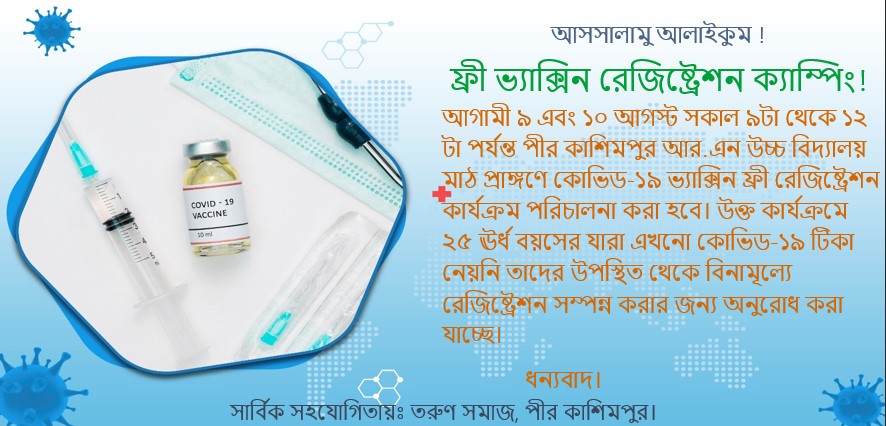 আসসালামু আলাইকুম !
ফ্রী ভ্যাক্সিন রেজিষ্ট্রেশন ক্যাম্পিং!
আগামী ৯ এবং ১০ আগস্ট সকাল ৯টা থেকে ১২
টা পর্যন্ত পীর কাশিমপুর আর.এন উচ্চ বিদ্যালয়
মাঠ প্রাঙ্গণে কোভিড-১৯ ভ্যাক্সিন ফ্রী রেজিষ্ট্রেশন
কার্যক্রম পরিচালনা করা হবে। উক্ত কার্যক্রমে
২৫ ঊর্ধ বয়সের যারা এখনো কোভিড-১৯ টিকা
নেয়নি তাদের উপস্থিত থেকে বিনামূল্যে
রেজিষ্ট্রেশন সম্পন্ন করার জন্য অনুরোধ করা
যাচ্ছে।
ধন্যবাদ।
সার্বিক সহযোগিতায়ঃ তরুণ সমাজ, পীর কাশিমপুর।
COVID - 19
VACCINE
10 ml